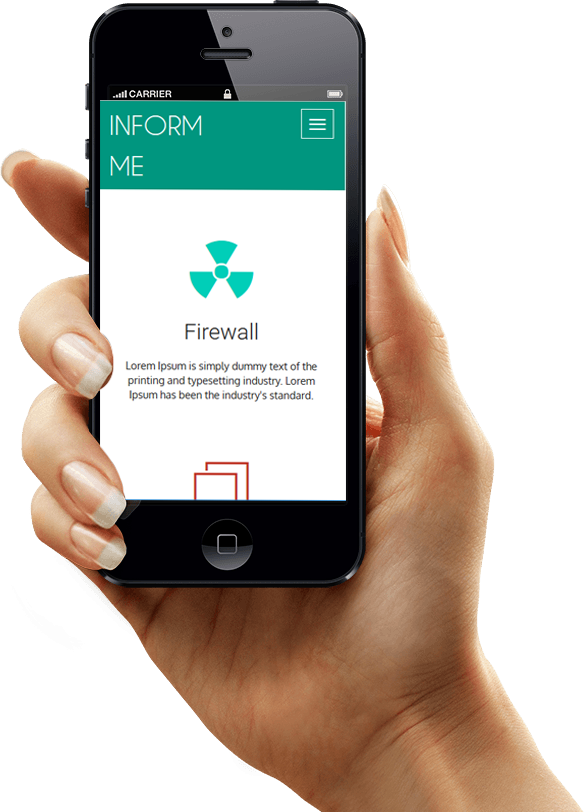 CARRIER
INFORM
ME
Firewall
Lorem Ipsum is simply dummy text of the
printing and typesetting industry. Lorem
Ipsum has been the industry's standard.